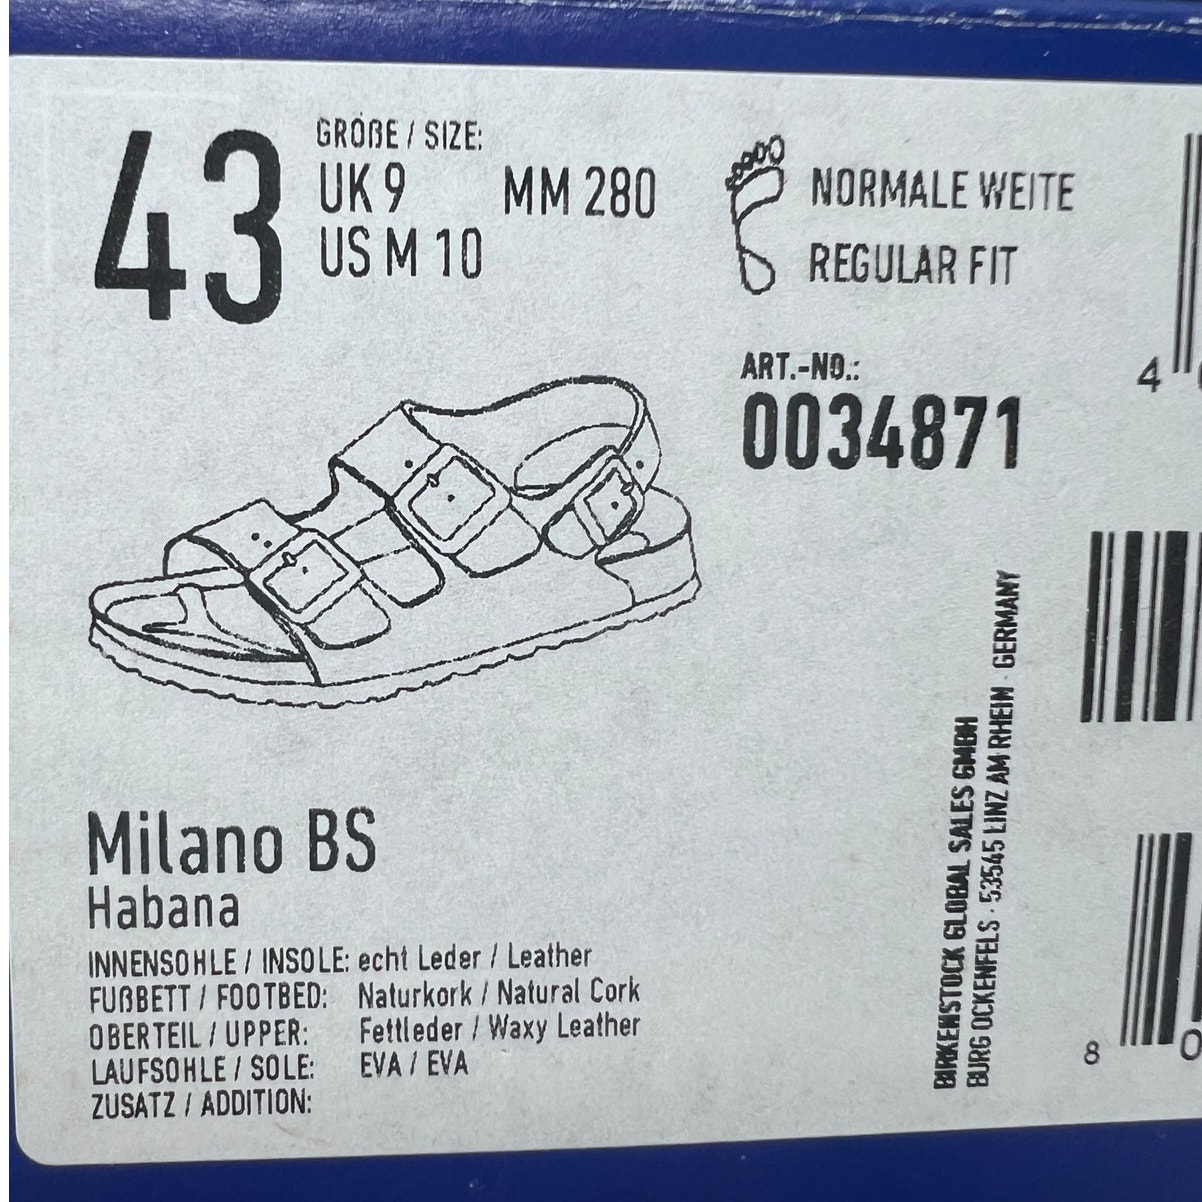 43
GRÖßE / SIZE:
UK 9 MM 280
US M 10
NORMALE WEITE
REGULAR FIT
ART.-NO.:
0034871
4
Milano BS
Habana
INNENSOHLE / INSOLE: echt Leder / Leather
FUßBETT / FOOTBED: Naturkork / Natural Cork
OBERTEIL / UPPER: Fettleder / Waxy Leather
LAUFSOHLE / SOLE: EVA / EVA
ZUSATZ / ADDITION:
BIRKENSTOCK GLOBAL SALES GMBH
BURG OCKENFELS · 53545 LINZ AM RHEIN · GERMANY
8